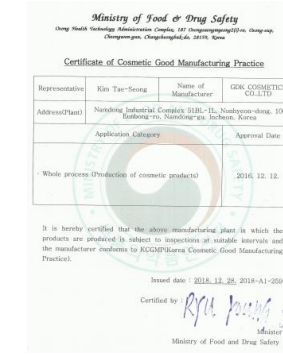 Ministry of Food & Drug Safety
Osong Health Technology Administration Complex, 187 Osongsaengmyeong2(i)-ro, Osong-eup,
Cheongwon-gun, Chungcheongbuk-do, 28159, Korea
Certificate of Cosmetic Good Manufacturing Practice
Representative Kim Tae-Seong Name of Manufacturer GDK COSMETIC CO.,LTD
Address(Plant) Namdong Industrial Complex 51BL-1L, Nonhyeon-dong, 10
Eunbong-ro, Namdong-gu, Incheon, Korea
Application Category Approval Date
- Whole process (Production of cosmetic products) 2016. 12. 12.
It is hereby certified that the above manufacturing plant in which the
products are produced is subject to inspections at suitable intervals and
the manufacturer conforms to KCGMP(Korea Cosmetic Good Manufacturing
Practice).
Issued date : 2018. 12. 28, 2018-A1-259
Certified by :
Minister
Ministry of Food and Drug Safety